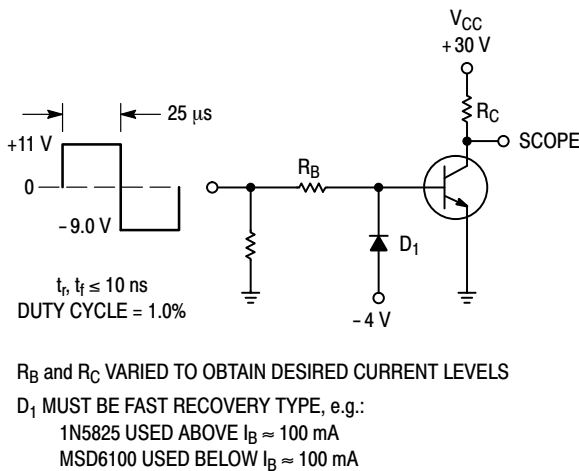 V_CC
+30 V
25 μs
R_C
+11 V
SCOPE
R_B
0
−9.0 V
D_1
t_r, t_f ≤ 10 ns
DUTY CYCLE = 1.0%
−4 V
R_B and R_C VARIED TO OBTAIN DESIRED CURRENT LEVELS
D_1 MUST BE FAST RECOVERY TYPE, e.g.:
1N5825 USED ABOVE I_B ≈ 100 mA
MSD6100 USED BELOW I_B ≈ 100 mA